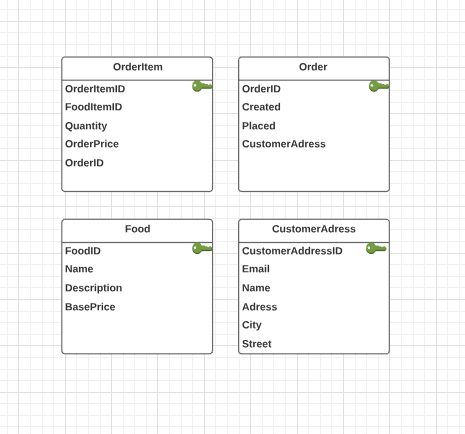 OrderItem
OrderItemID
FoodItemID
Quantity
OrderPrice
OrderID
Order
OrderID
Created
Placed
CustomerAdress
Food
FoodID
Name
Description
BasePrice
CustomerAdress
CustomerAddressID
Email
Name
Adress
City
Street